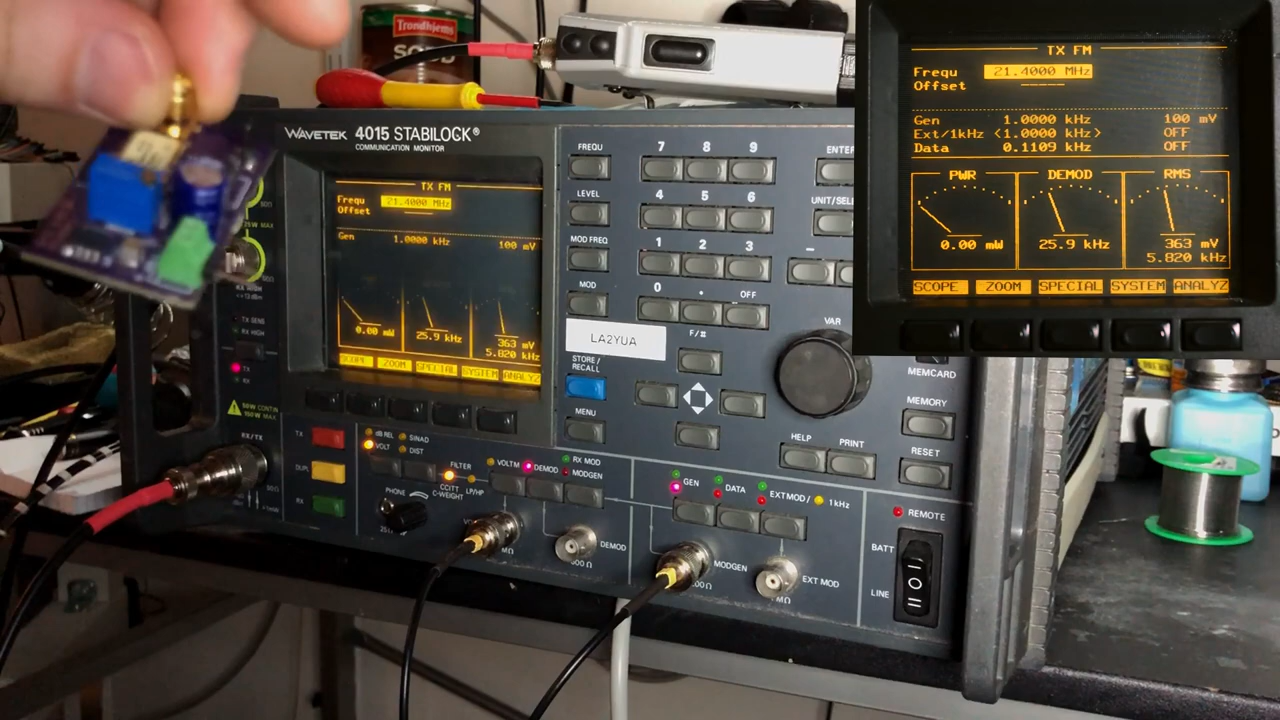 Trondhjems
SODD
WAVETEK 4015 STABILOCK®
COMMUNICATION MONITOR
TX FM
Frequ 21.4000 MHz
Offset
Gen 1.0000 kHz 100 mV
0.00 mW 25.9 kHz 363 mV
5.820 kHz
SCOPE ZOOM SPECIAL SYSTEM ANALYZ
FREQU
7 8 9
ENTER
LEVEL
4 5 6
UNIT/SEL
MOD FREQ
1 2 3
–
MOD
0 . OFF
LA2YUA
F/#
VAR
STORE/
RECALL
MENU
MEMCARD
MEMORY
HELP PRINT
RESET
TX SENS
RX HIGH
TX
RX
RX/TX
TX
DUPL
RX
dB REL
SINAD
VOLT
DIST
FILTER
CCITT
C-WEIGHT
LP/HP
VOLTM
DEMOD
RX MOD
MODGEN
PHONE
MΩ
DEMOD
GEN
DATA
EXTMOD/
1kHz
MODGEN
EXT MOD
MΩ
REMOTE
BATT
LINE
TX FM
Frequ 21.4000 MHz
Offset
Gen 1.0000 kHz 100 mV
Ext/1kHz <1.0000 kHz> OFF
Data 0.1109 kHz OFF
PWR DEMOD RMS
0.00 mW 25.9 kHz 363 mV
5.820 kHz
SCOPE ZOOM SPECIAL SYSTEM ANALYZ